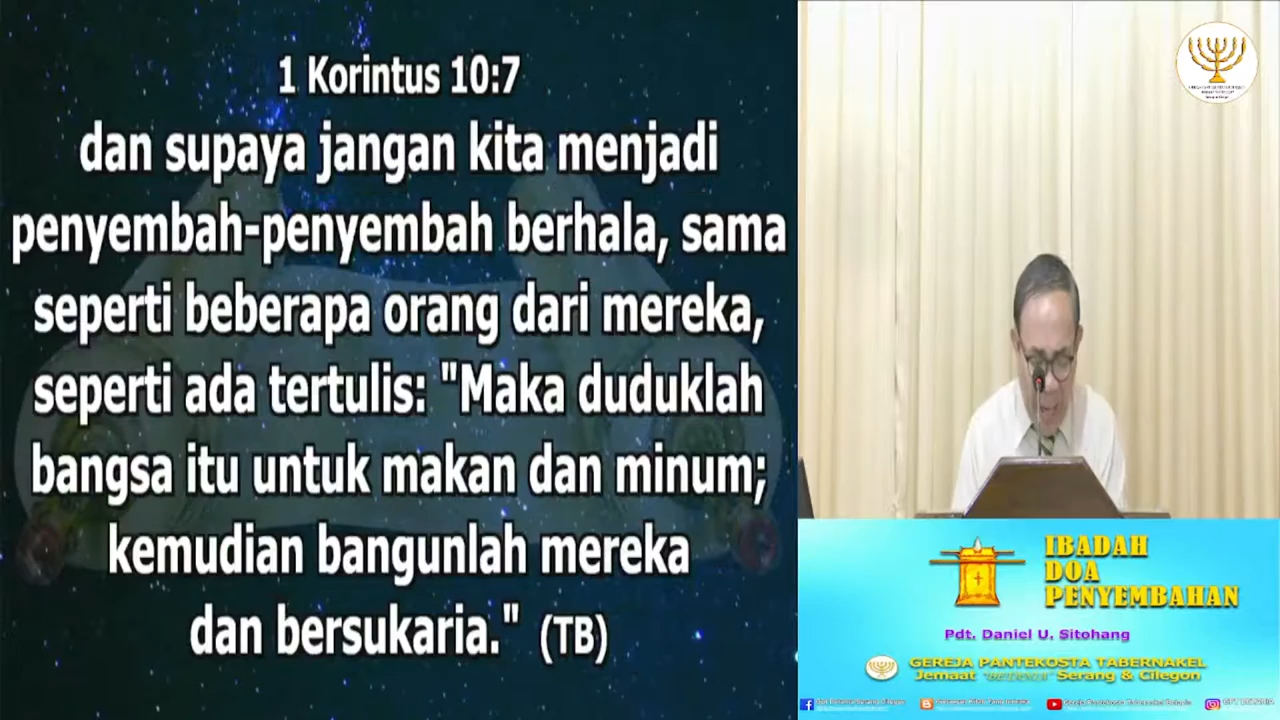 1 Korintus 10:7
dan supaya jangan kita menjadi
penyembah-penyembah berhala, sama
seperti beberapa orang dari mereka,
seperti ada tertulis: "Maka duduklah
bangsa itu untuk makan dan minum;
kemudian bangunlah mereka
dan bersukaria." (TB)
IBADAH
DOA
PENYEMBAHAN
Pdt. Daniel U. Sitohang
GEREJA PANTEKOSTA TABERNAKEL
Jemaat Serang & Cilegon